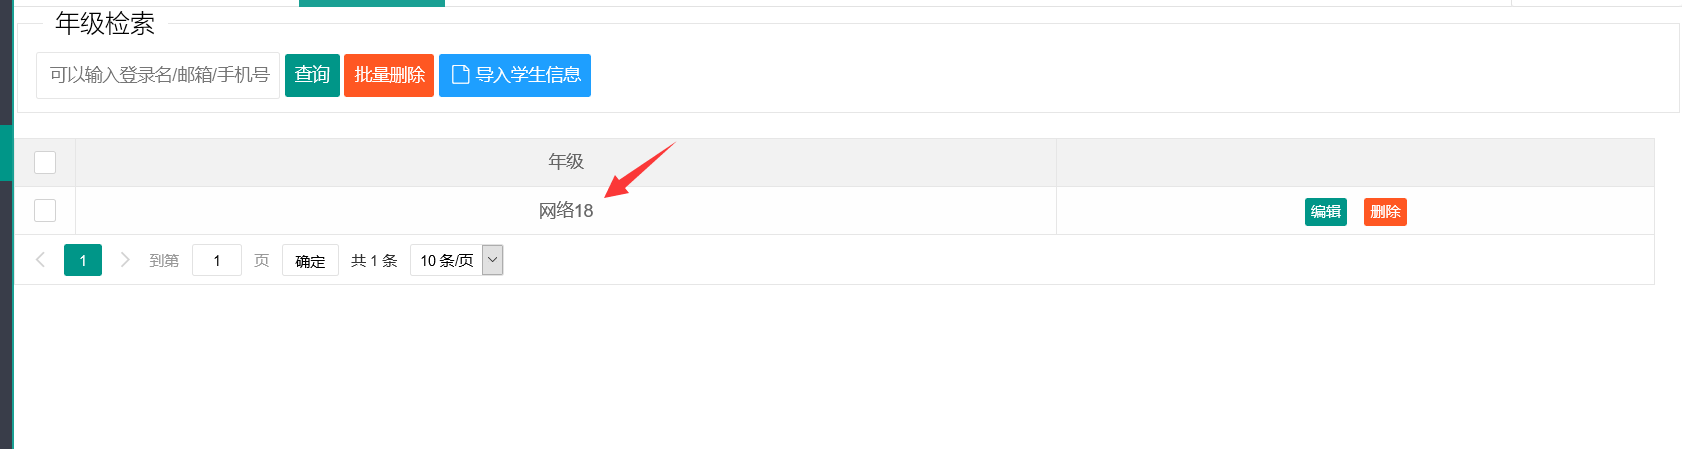 年级检索
可以输入登录名/邮箱/手机号 查询 批量删除 导入学生信息
年级
网络18 编辑 删除
1 到第 1 页 确定 共 1 条 10 条/页